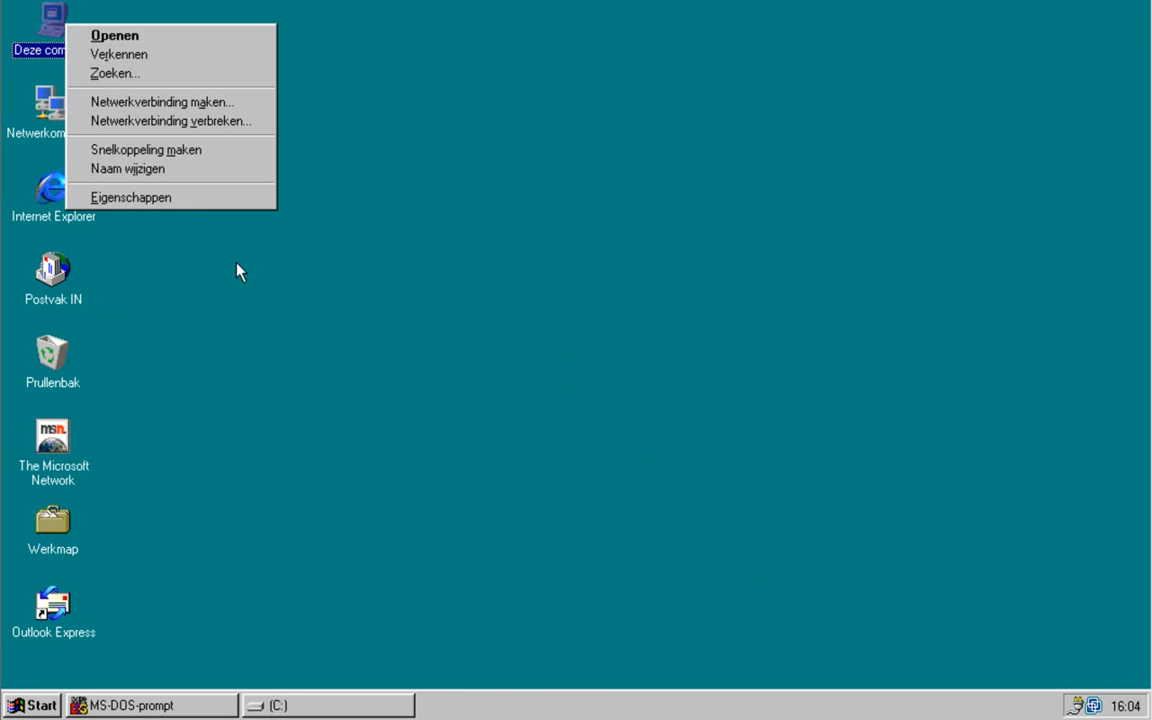 Openen
Verkennen
Zoeken...
Netwerkverbinding maken...
Netwerkverbinding verbreken...
Snelkoppeling maken
Naam wijzigen
Eigenschappen
Deze com
Netwerkom
Internet Explorer
Postvak IN
Prullenbak
msn.
The Microsoft
Network
Werkmap
Outlook Express
Start
MS-DOS-prompt
(C:)
16:04